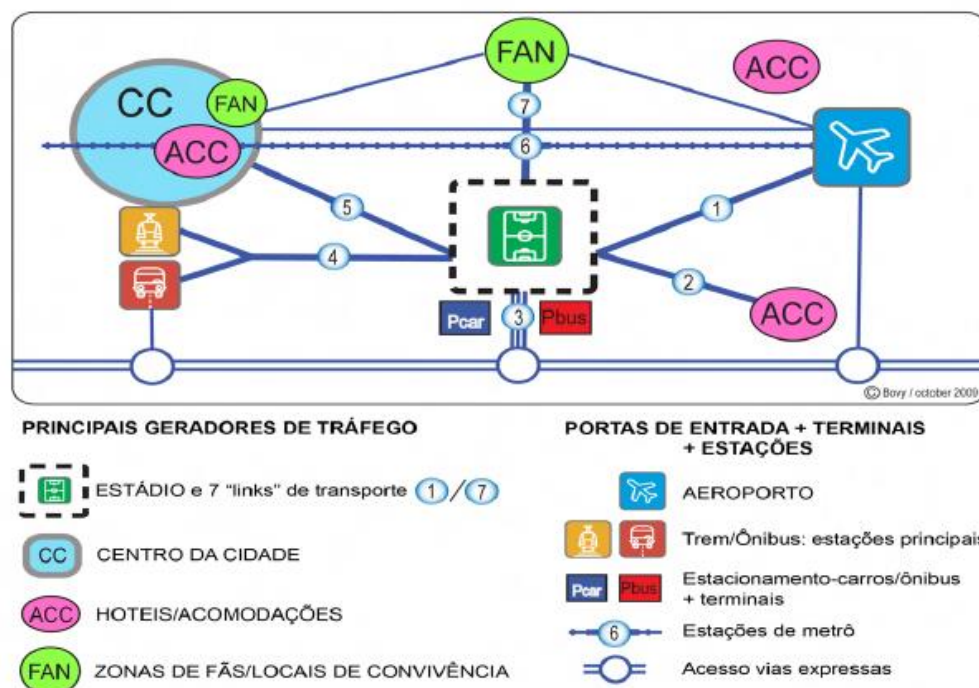 FAN
ACC
CC
FAN
7
ACC
6
5
1
4
2
Pcar
3
Pbus
ACC
© Bovy / october 2009
PRINCIPAIS GERADORES DE TRÁFEGO
ESTÁDIO e 7 “links” de transporte 1 / 7
CC CENTRO DA CIDADE
ACC HOTEIS/ACOMODAÇÕES
FAN ZONAS DE FÃS/LOCAIS DE CONVIVÊNCIA
PORTAS DE ENTRADA + TERMINAIS
+ ESTAÇÕES
AEROPORTO
Trem/Ônibus: estações principais
Pcar Pbus Estacionamento-carros/ônibus
+ terminais
6 Estações de metrô
Acesso vias expressas